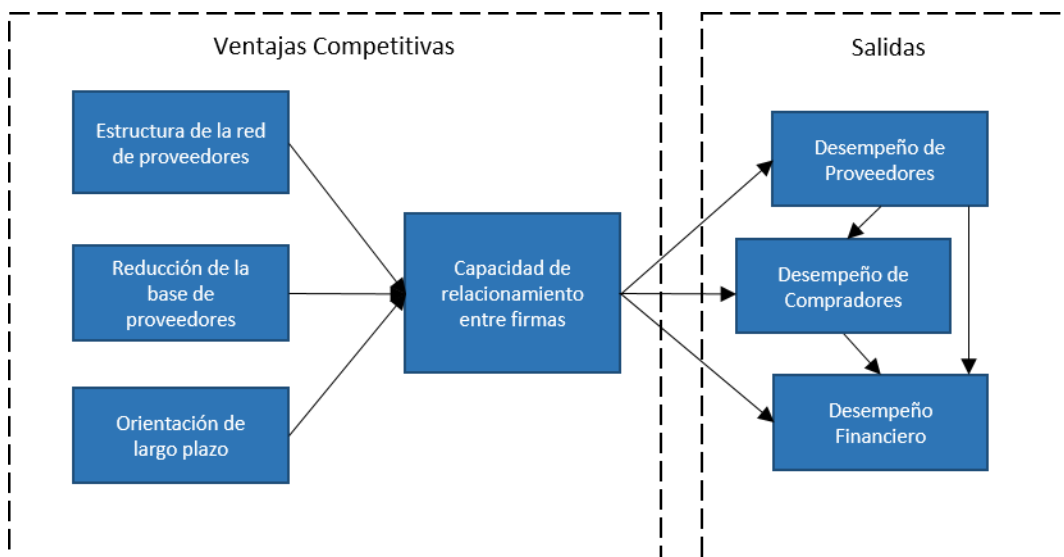 Ventajas Competitivas
Estructura de la red
de proveedores
Reducción de la
base de
proveedores
Orientación de
largo plazo
Capacidad de
relacionamiento
entre firmas
Salidas
Desempeño de
Proveedores
Desempeño de
Compradores
Desempeño
Financiero